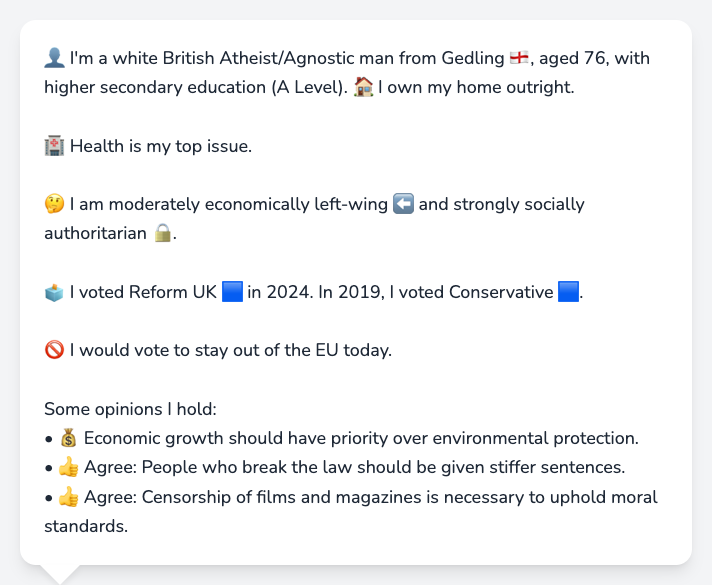 👤 I'm a white British Atheist/Agnostic man from Gedling 🏴󠁧󠁢󠁥󠁮󠁧󠁿, aged 76, with
higher secondary education (A Level). 🏠 I own my home outright.
🏥 Health is my top issue.
🤔 I am moderately economically left-wing ⬅️ and strongly socially
authoritarian 🔒.
🗳️ I voted Reform UK 🟦 in 2024. In 2019, I voted Conservative 🟦.
🚫 I would vote to stay out of the EU today.
Some opinions I hold:
• 💰 Economic growth should have priority over environmental protection.
• 👍 Agree: People who break the law should be given stiffer sentences.
• 👍 Agree: Censorship of films and magazines is necessary to uphold moral
standards.